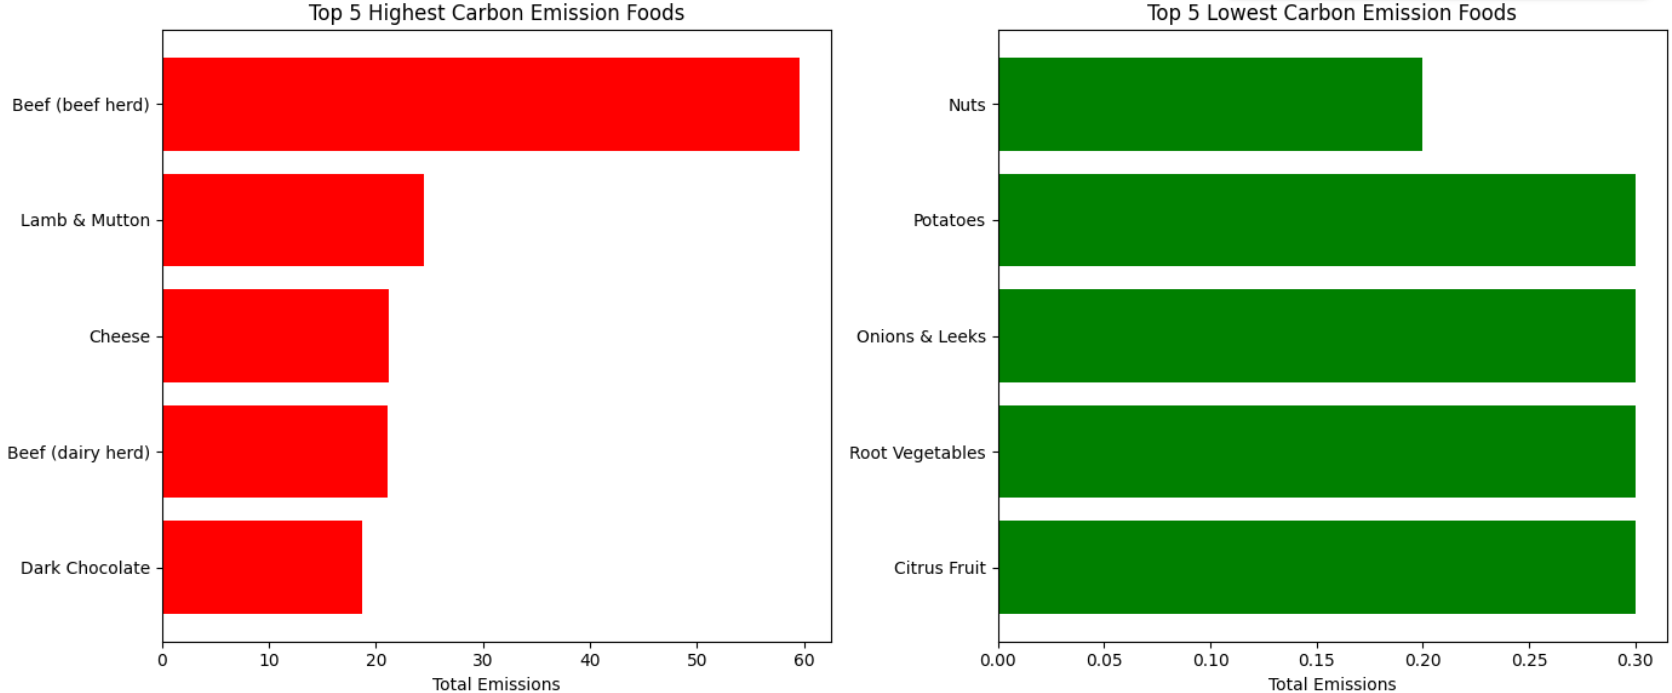 Top 5 Highest Carbon Emission Foods
Beef (beef herd)
Lamb & Mutton
Cheese
Beef (dairy herd)
Dark Chocolate
0 10 20 30 40 50 60
Total Emissions
Top 5 Lowest Carbon Emission Foods
Nuts
Potatoes
Onions & Leeks
Root Vegetables
Citrus Fruit
0.00 0.05 0.10 0.15 0.20 0.25 0.30
Total Emissions